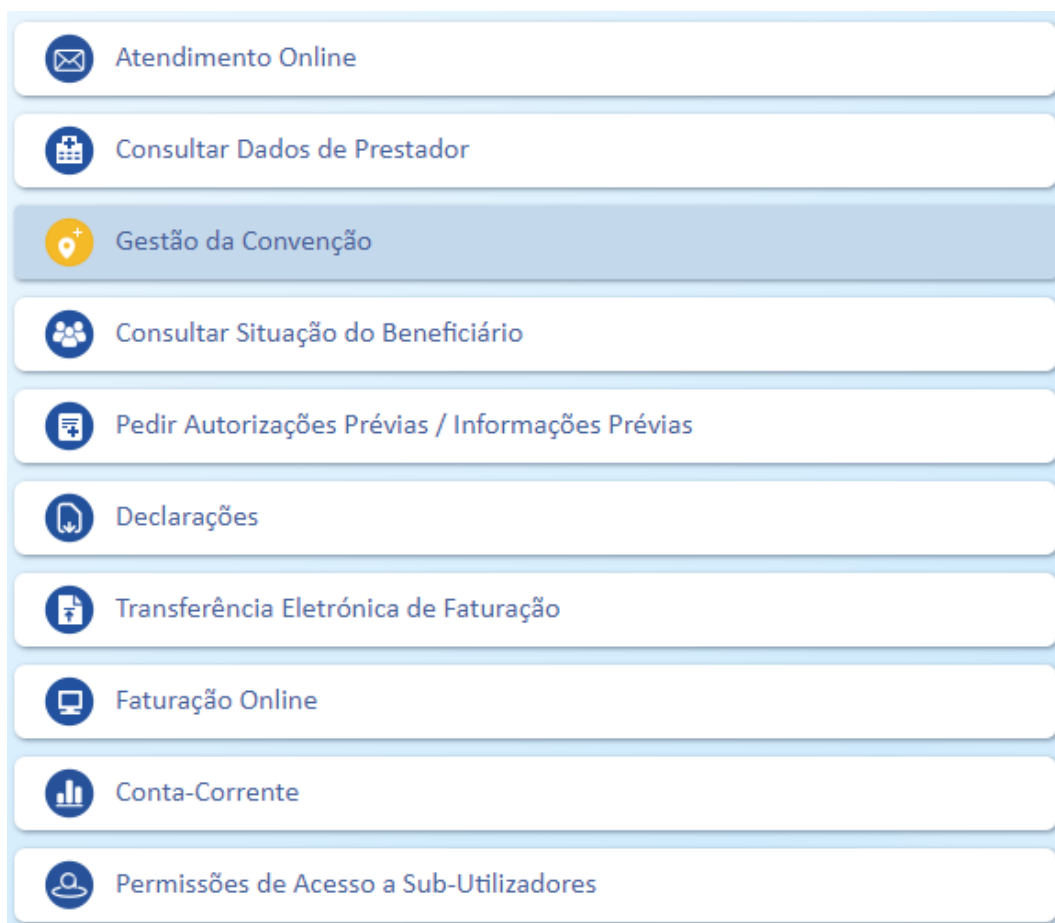 Atendimento Online
Consultar Dados de Prestador
Gestão da Convenção
Consultar Situação do Beneficiário
Pedir Autorizações Prévias / Informações Prévias
Declarações
Transferência Eletrónica de Faturação
Faturação Online
Conta-Corrente
Permissões de Acesso a Sub-Utilizadores